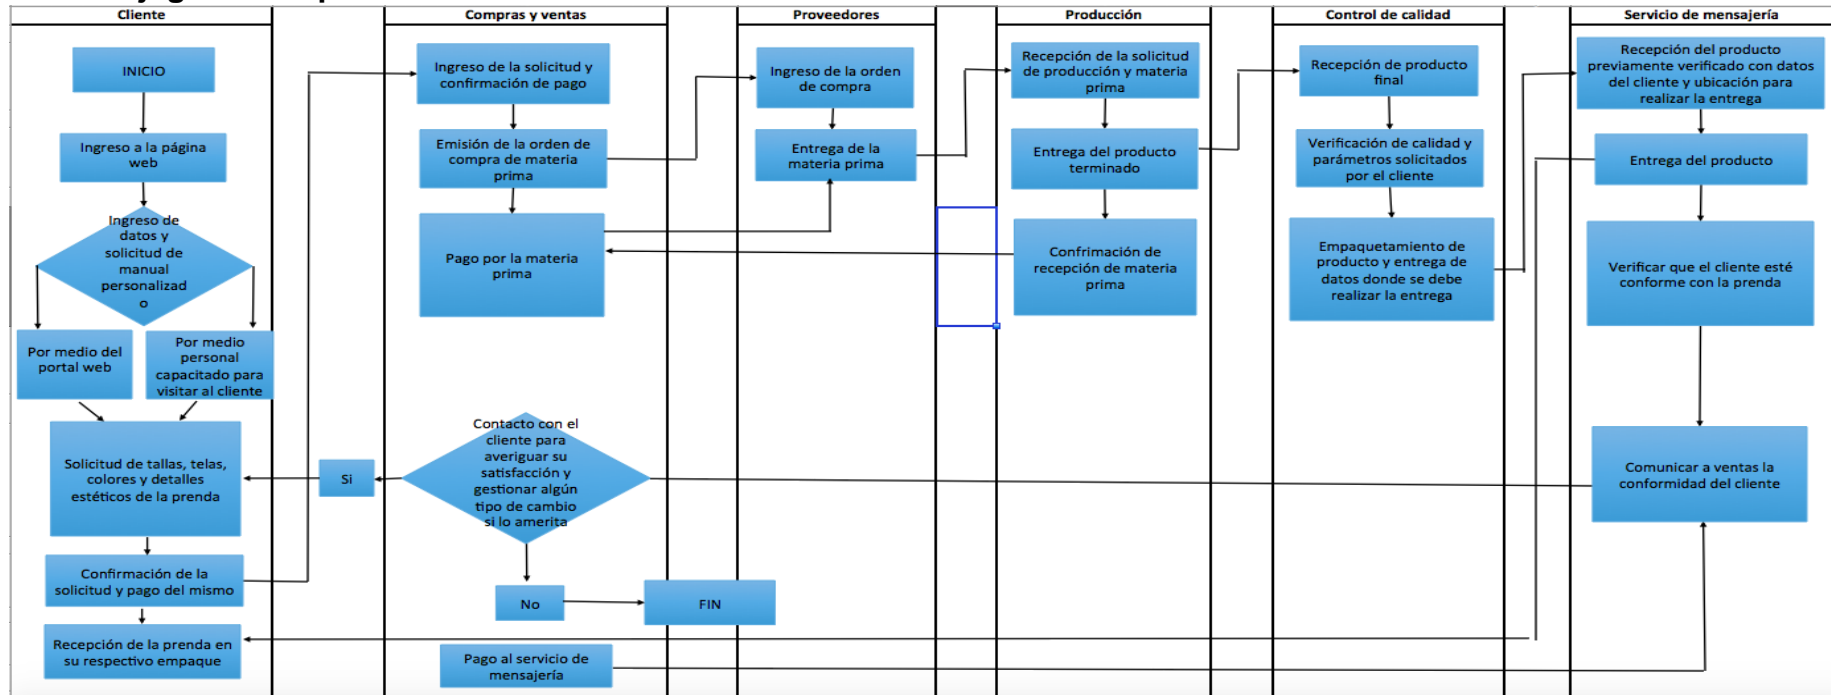 Cliente
Compras y ventas
Proveedores
Producción
Control de calidad
Servicio de mensajería
INICIO
Ingreso a la página
web
Ingreso de
datos y
solicitud de
manual
personalizad
o
Por medio del
portal web
Por medio
personal
capacitado para
visitar al cliente
Solicitud de tallas, telas,
colores y detalles
estéticos de la prenda
Confirmación de la
solicitud y pago del mismo
Recepción de la prenda en
su respectivo empaque
Si
Ingreso de la solicitud y
confirmación de pago
Emisión de la orden de
compra de materia
prima
Pago por la materia
prima
Contacto con el
cliente para
averiguar su
satisfacción y
gestionar algún
tipo de cambio
si lo amerita
No
FIN
Pago al servicio de
mensajería
Ingreso de la orden
de compra
Entrega de la
materia prima
Recepción de la solicitud
de producción y materia
prima
Entrega del producto
terminado
Confrimación de
recepción de materia
prima
Recepción de producto
final
Verificación de calidad y
parámetros solicitados
por el cliente
Empaquetamiento de
producto y entrega de
datos donde se debe
realizar la entrega
Recepción del producto
previamente verificado con datos
del cliente y ubicación para
realizar la entrega
Entrega del producto
Verificar que el cliente esté
conforme con la prenda
Comunicar a ventas la
conformidad del cliente